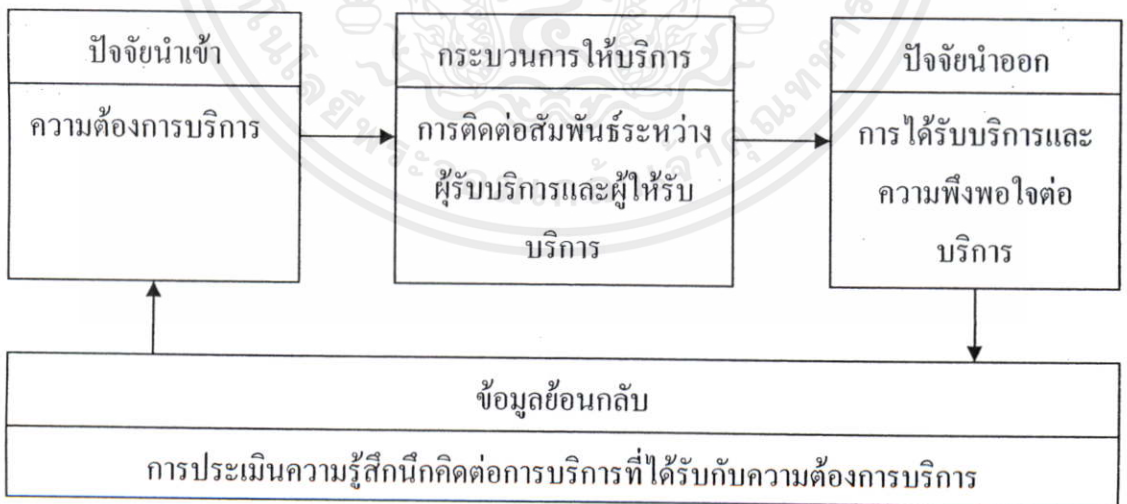 ปัจจัยนำเข้า
ความต้องการบริการ
กระบวนการให้บริการ
การติดต่อสัมพันธ์ระหว่าง
ผู้รับบริการและผู้ให้รับ
บริการ
ปัจจัยนำออก
การได้รับบริการและ
ความพึงพอใจต่อ
บริการ
ข้อมูลย้อนกลับ
การประเมินความรู้สึกนึกคิดต่อการบริการที่ได้รับกับความต้องการบริการ